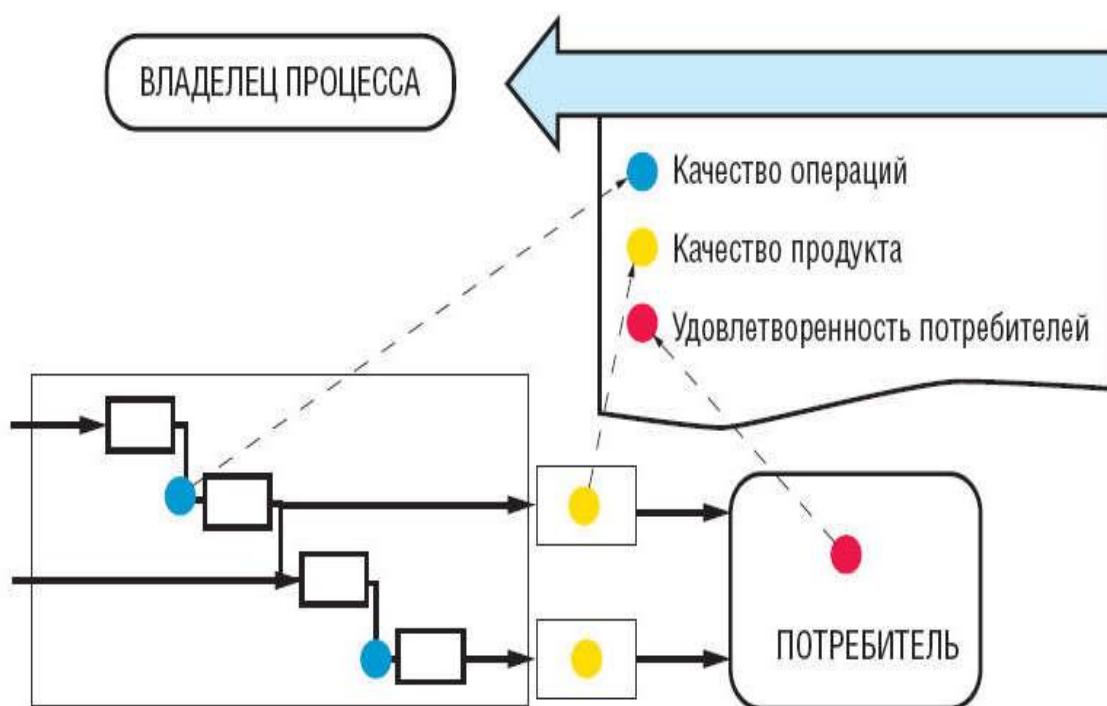 ВЛАДЕЛЕЦ ПРОЦЕССА
Качество операций
Качество продукта
Удовлетворенность потребителей
ПОТРЕБИТЕЛЬ